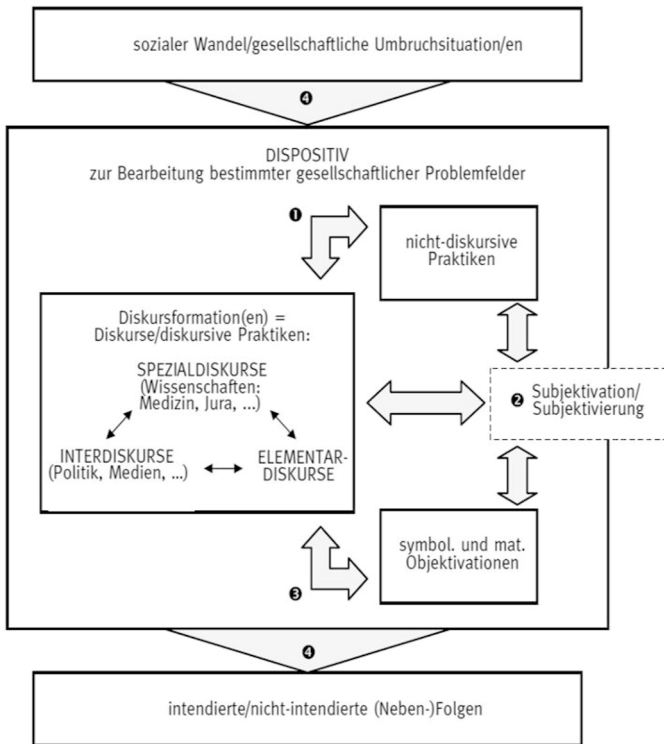 sozialer Wandel/gesellschaftliche Umbruchsituation/en
❹
DISPOSITIV
zur Bearbeitung bestimmter gesellschaftlicher Problemfelder
❶
nicht-diskursive
Praktiken
Diskursformation(en) =
Diskurse/diskursive Praktiken:
SPEZIALDISKURSE
(Wissenschaften:
Medizin, Jura, ...)
INTERDISKURSE
(Politik, Medien, ...)
ELEMENTAR-
DISKURSE
❷ Subjektivation/
Subjektivierung
symbol. und mat.
Objektivationen
❸
❹
intendierte/nicht-intendierte (Neben-)Folgen